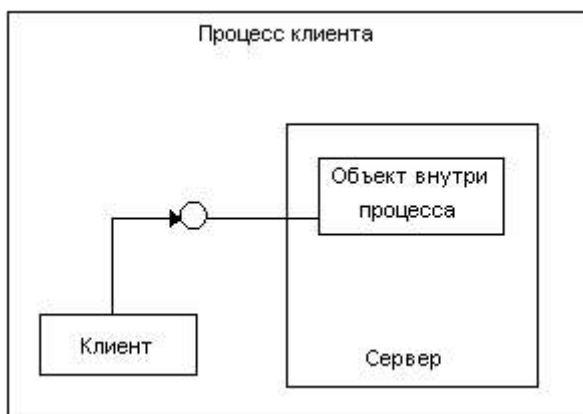 Процесс клиента
Объект внутри
процесса
Клиент
Сервер